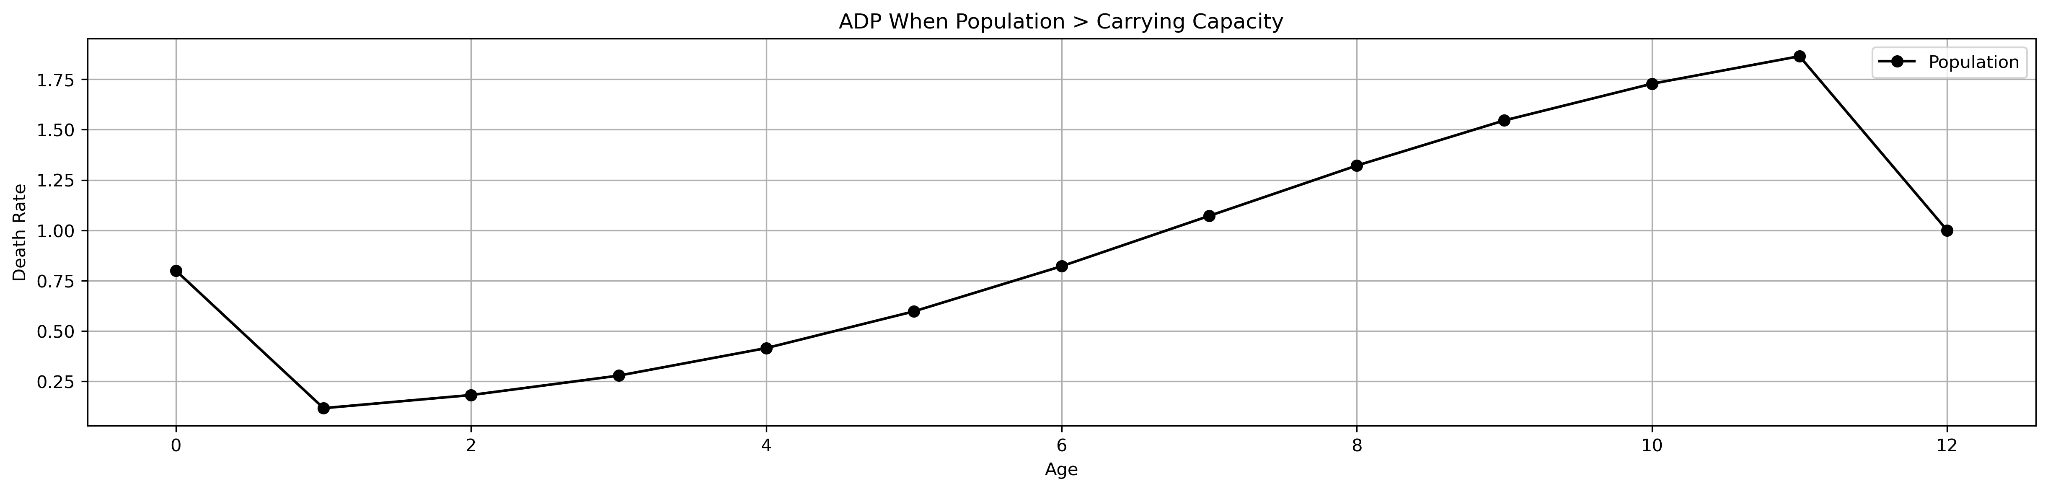 ADP When Population > Carrying Capacity
Population
Death Rate
1.75
1.50
1.25
1.00
0.75
0.50
0.25
0 2 4 6 8 10 12
Age